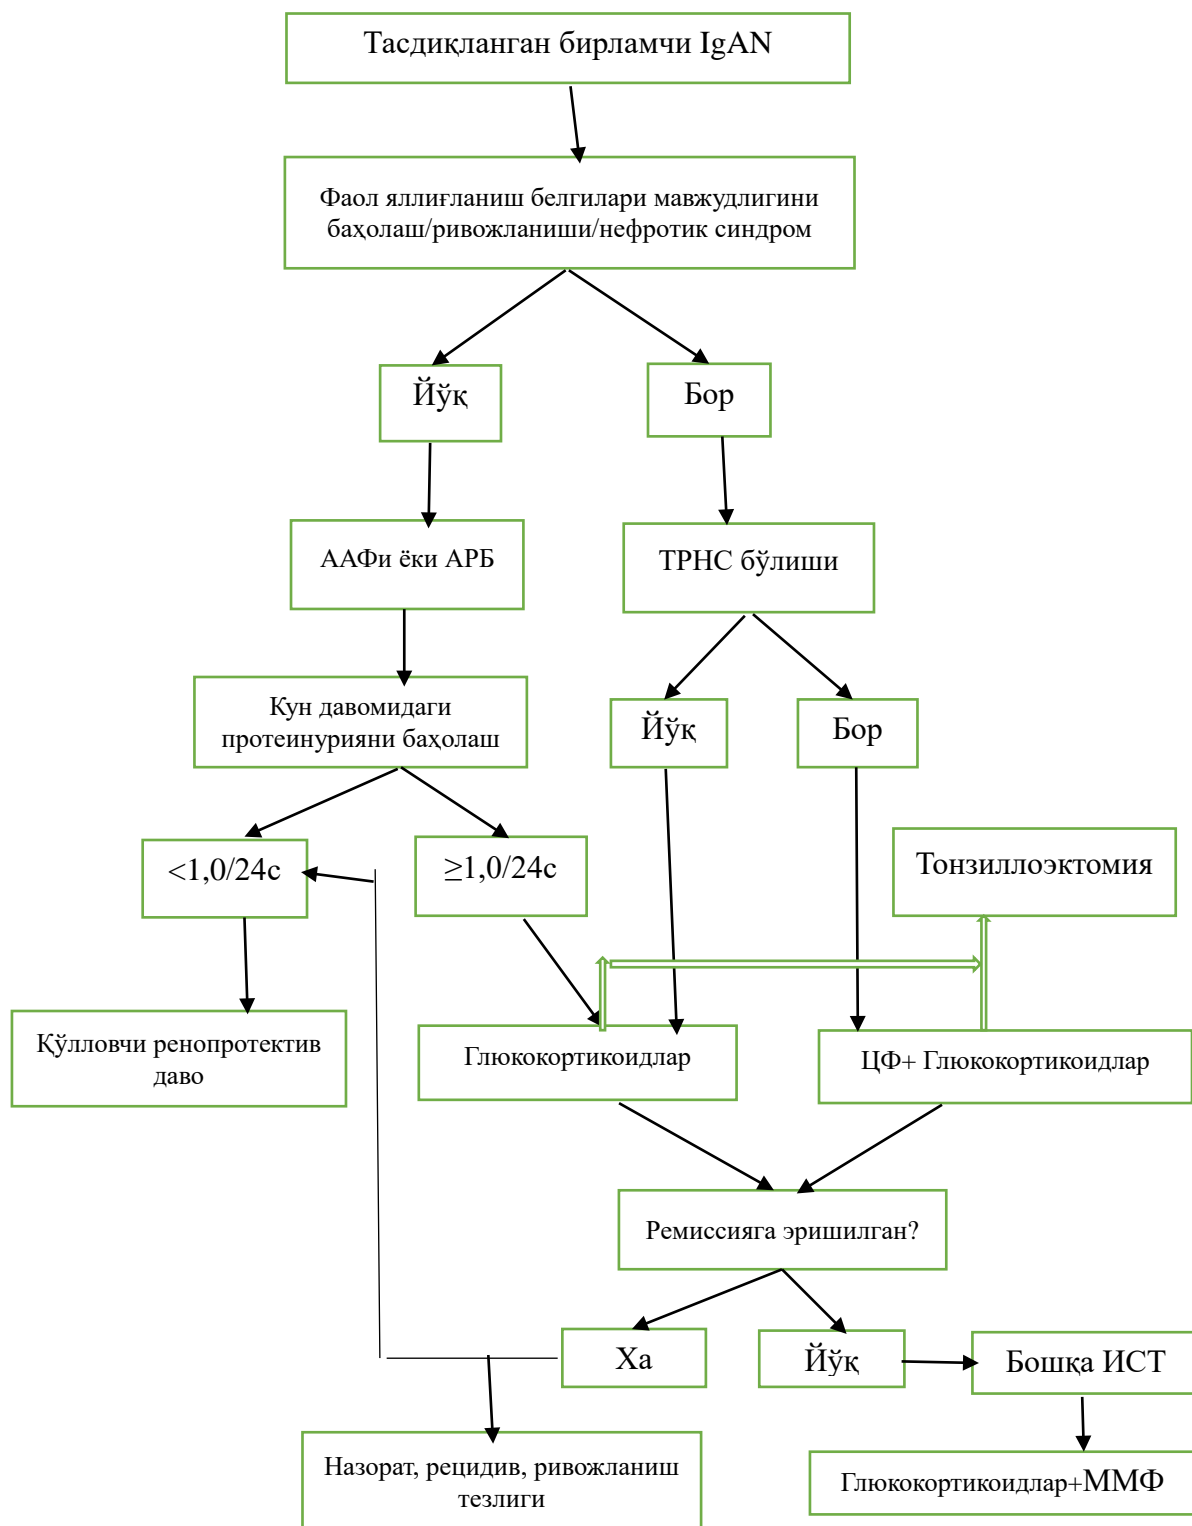 Тасдиқланган бирламчи IgAN
Фаол яллиғланиш белгилари мавжудлигини
баҳолаш/ривожланиши/нефротик синдром
Йўқ
Бор
ААФи ёки АРБ
ТРНС бўлиши
Кун давомидаги
протеинурияни баҳолаш
Йўқ
Бор
<1,0/24с
≥1,0/24с
Тонзиллоэктомия
Қўлловчи ренопротектив
даво
Глюкокортикоидлар
ЦФ+ Глюкокортикоидлар
Ремиссияга эришилган?
Ха
Йўқ
Бошқа ИСТ
Назорат, рецидив, ривожланиш
тезлиги
Глюкокортикоидлар+ММФ